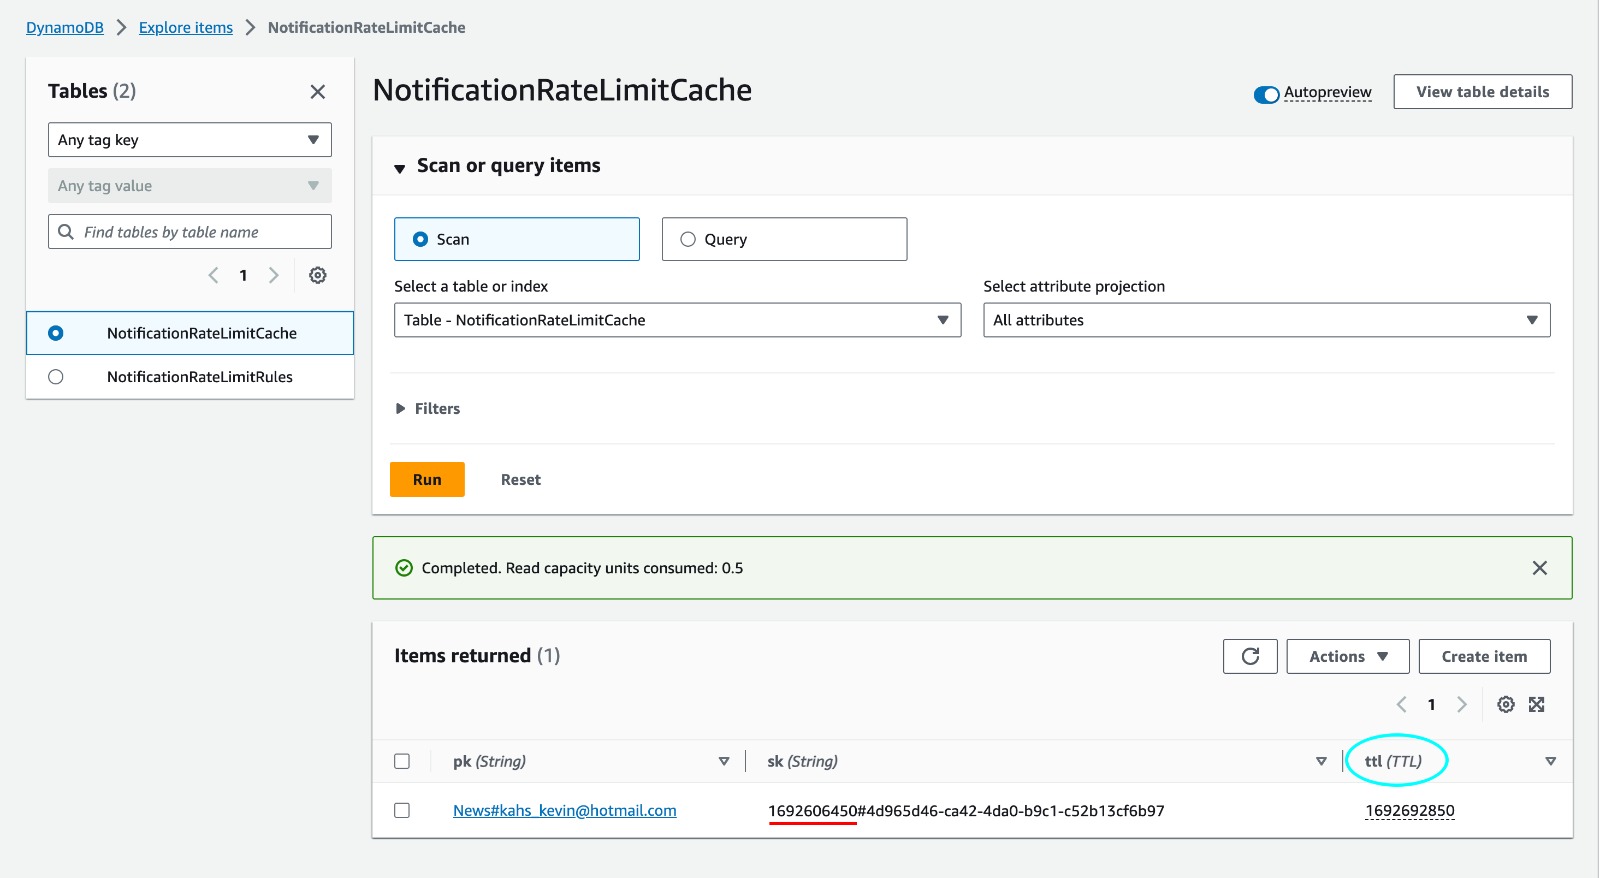 DynamoDB > Explore items > NotificationRateLimitCache
Tables (2)
Any tag key
Any tag value
Find tables by table name
1
NotificationRateLimitCache
NotificationRateLimitRules
NotificationRateLimitCache
Autopreview
View table details
Scan or query items
Scan
Query
Select a table or index
Select attribute projection
Table - NotificationRateLimitCache
All attributes
Filters
Run
Reset
Completed. Read capacity units consumed: 0.5
Items returned (1)
Actions
Create item
1
pk (String)
sk (String)
ttl (TTL)
News#kahs_kevin@hotmail.com
1692606450#4d965d46-ca42-4da0-b9c1-c52b13cf6b97
1692692850